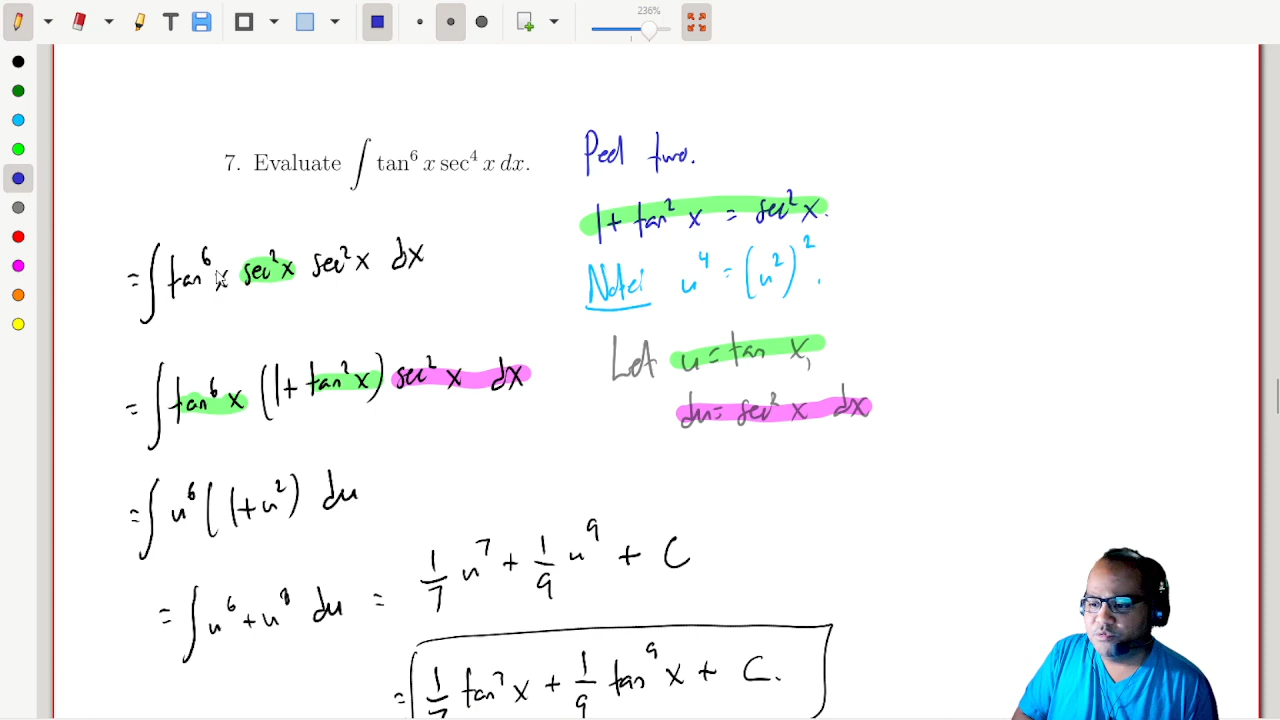 236%
7. Evaluate ∫ tan⁶ x sec⁴ x dx.
Peel two.
1 + tan² x = sec² x.
= ∫ tan⁶ x sec² x sec² x dx
Note: u⁴ = (u²)².
Let u = tan x,
du = sec² x dx
= ∫ tan⁶ x (1 + tan² x) sec² x dx
= ∫ u⁶ (1 + u²) du
= ∫ u⁶ + u⁸ du = 1/7 u⁷ + 1/9 u⁹ + C
= 1/7 tan⁷ x + 1/9 tan⁹ x + C.